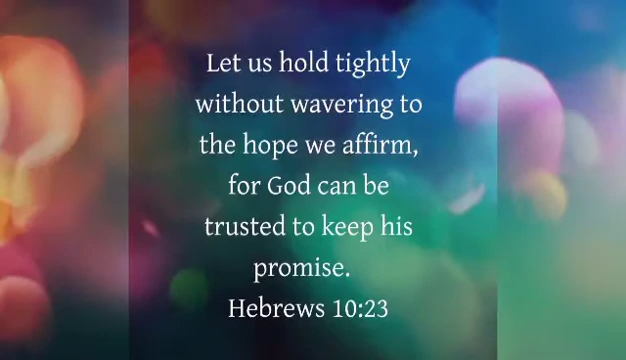 Let us hold tightly
without wavering to
the hope we affirm,
for God can be
trusted to keep his
promise.
Hebrews 10:23